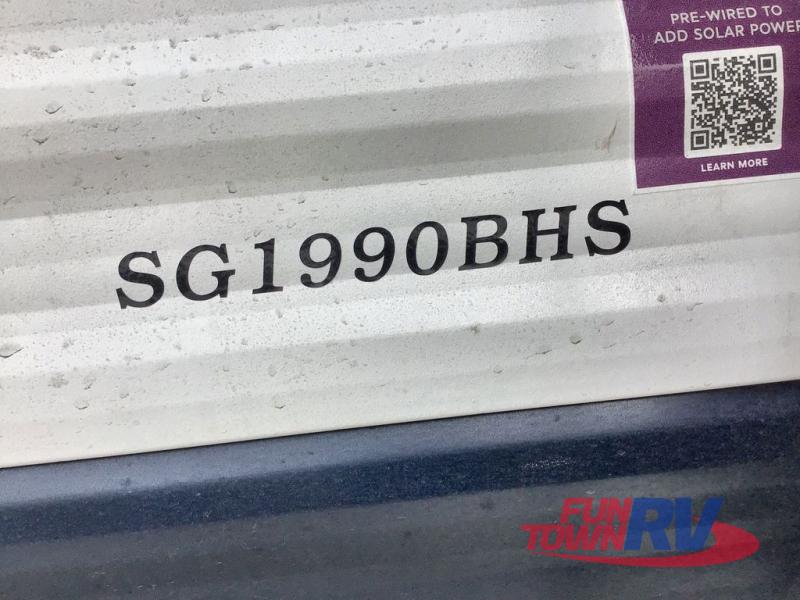 PRE-WIRED TO
ADD SOLAR POWER
LEARN MORE
SG1990BHS
FUN
TOWN RV